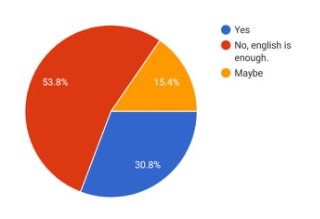 Yes
No, english is
enough.
Maybe
53.8%
15.4%
30.8%